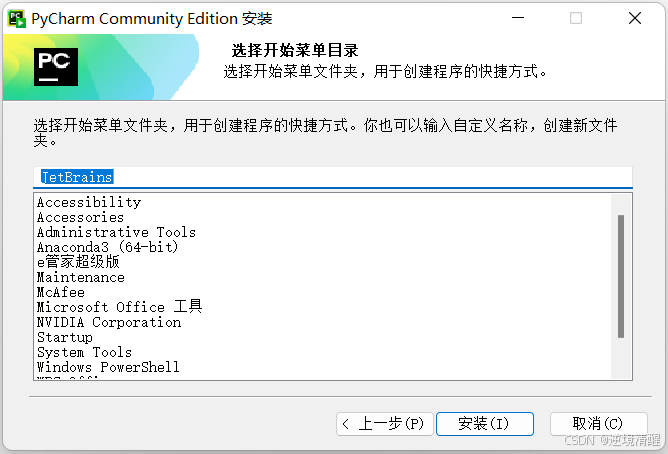 PyCharm Community Edition 安装
PC
选择开始菜单目录
选择开始菜单文件夹，用于创建程序的快捷方式。
选择开始菜单文件夹，用于创建程序的快捷方式。你也可以输入自定义名称，创建新文件
夹。
JetBrains
Accessibility
Accessories
Administrative Tools
Anaconda3 (64-bit)
e管家超级版
Maintenance
McAfee
Microsoft Office 工具
NVIDIA Corporation
Startup
System Tools
Windows PowerShell
< 上一步(P)
安装(I)
取消(C)
CSDN @逆境清醒